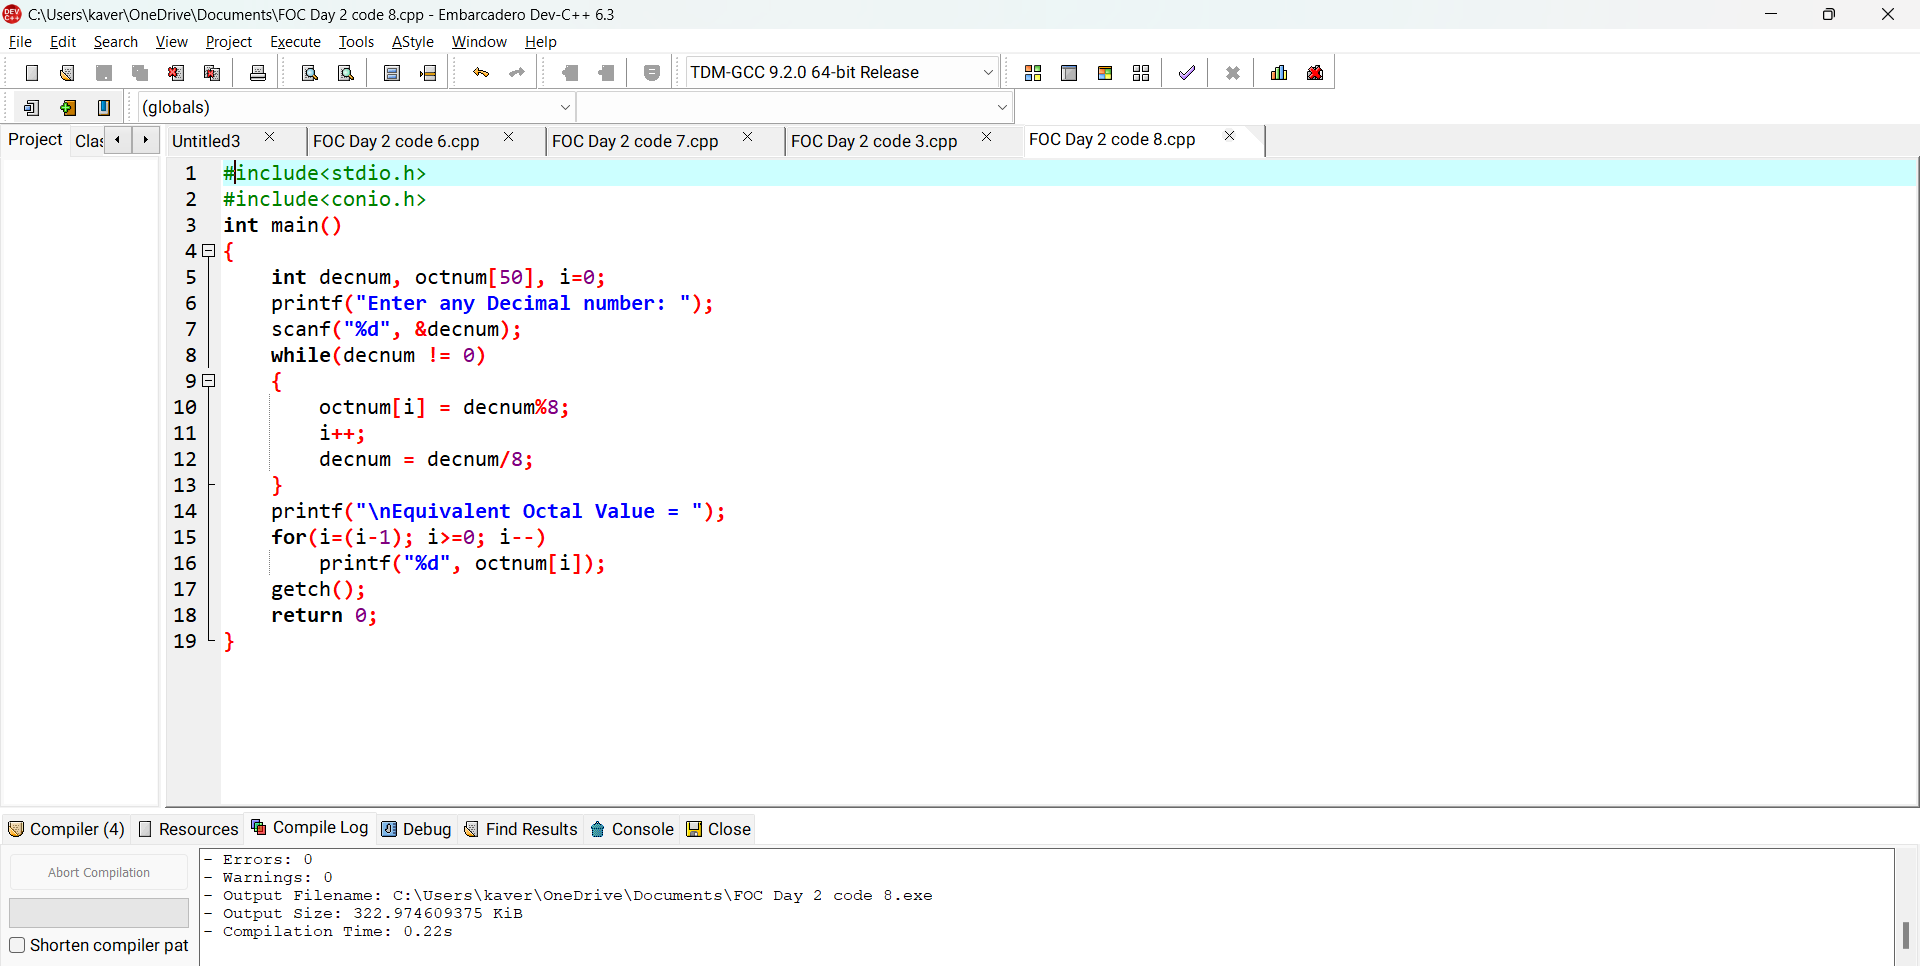 C:\Users\kaver\OneDrive\Documents\FOC Day 2 code 8.cpp - Embarcadero Dev-C++ 6.3
File Edit Search View Project Execute Tools AStyle Window Help
TDM-GCC 9.2.0 64-bit Release
(globals)
Project Clas Untitled3 FOC Day 2 code 6.cpp FOC Day 2 code 7.cpp FOC Day 2 code 3.cpp FOC Day 2 code 8.cpp
1 #include<stdio.h>
2 #include<conio.h>
3 int main()
4 {
5 int decnum, octnum[50], i=0;
6 printf("Enter any Decimal number: ");
7 scanf("%d", &decnum);
8 while(decnum != 0)
9 {
10 octnum[i] = decnum%8;
11 i++;
12 decnum = decnum/8;
13 }
14 printf("\nEquivalent Octal Value = ");
15 for(i=(i-1); i>=0; i--)
16 printf("%d", octnum[i]);
17 getch();
18 return 0;
19 }
Compiler (4) Resources Compile Log Debug Find Results Console Close
Abort Compilation
Shorten compiler pat
- Errors: 0
- Warnings: 0
- Output Filename: C:\Users\kaver\OneDrive\Documents\FOC Day 2 code 8.exe
- Output Size: 322.974609375 KiB
- Compilation Time: 0.22s